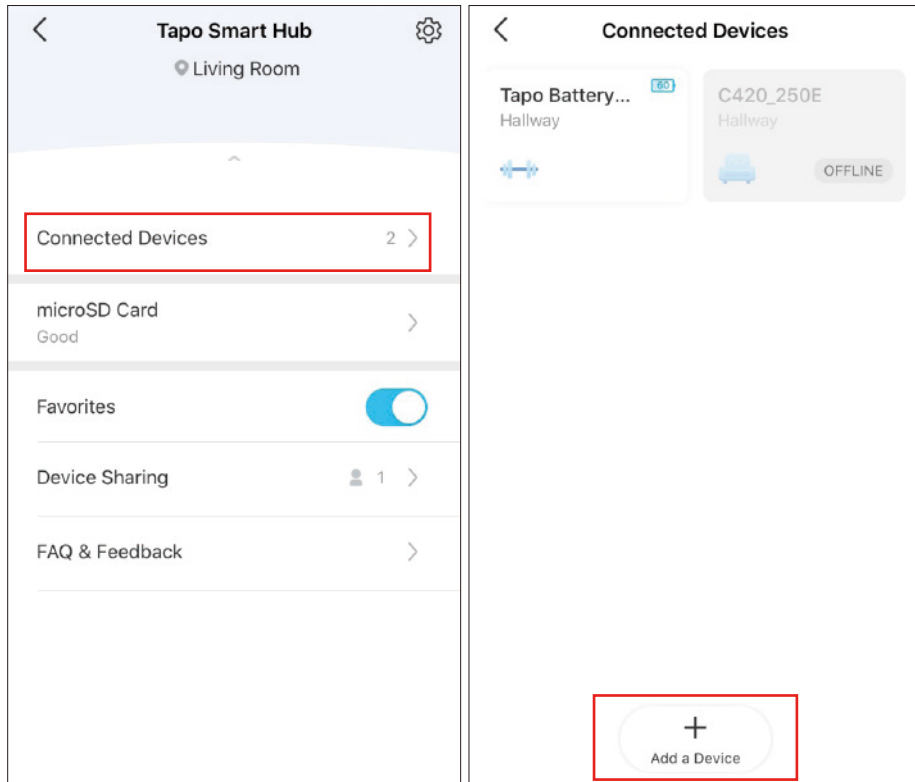 Tapo Smart Hub
Living Room
Connected Devices
2
microSD Card
Good
Favorites
Device Sharing
1
FAQ & Feedback
Connected Devices
Tapo Battery...
60
Hallway
C420_250E
Hallway
OFFLINE
Add a Device